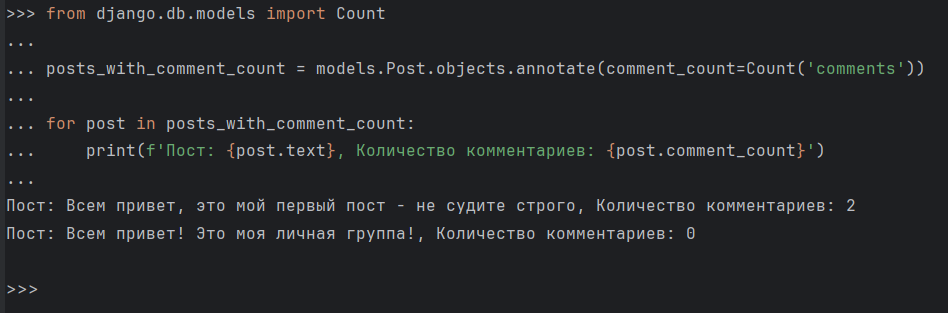 >>> from django.db.models import Count
...
... posts_with_comment_count = models.Post.objects.annotate(comment_count=Count('comments'))
...
... for post in posts_with_comment_count:
...     print(f'Пост: {post.text}, Количество комментариев: {post.comment_count}')
...
Пост: Всем привет, это мой первый пост - не судите строго, Количество комментариев: 2
Пост: Всем привет! Это моя личная группа!, Количество комментариев: 0
>>>